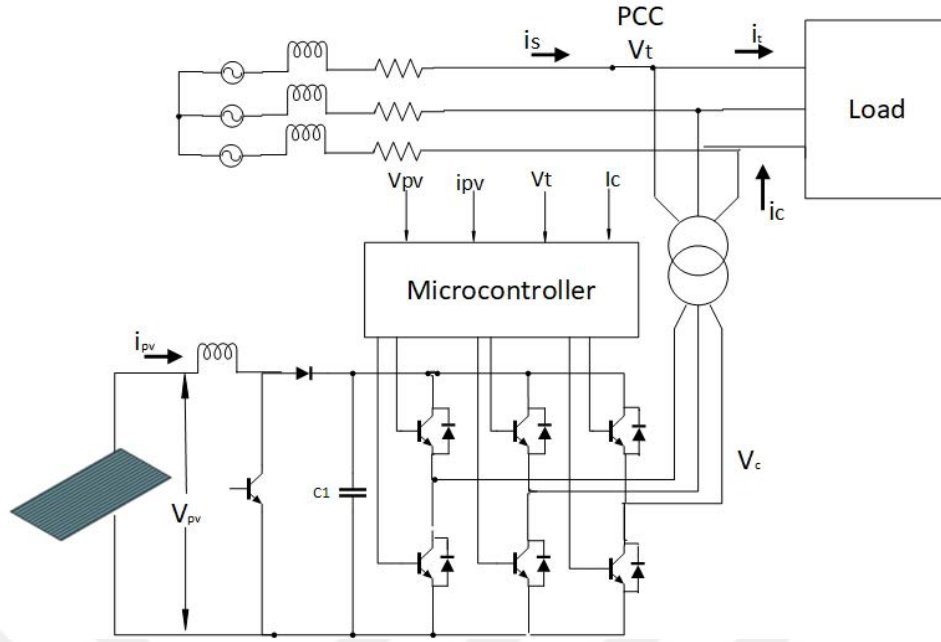 PCC
is
Vt
it
Load
Vpv
ipv
Vt
Ic
ic
Microcontroller
ipv
Vc
C1
Vpv